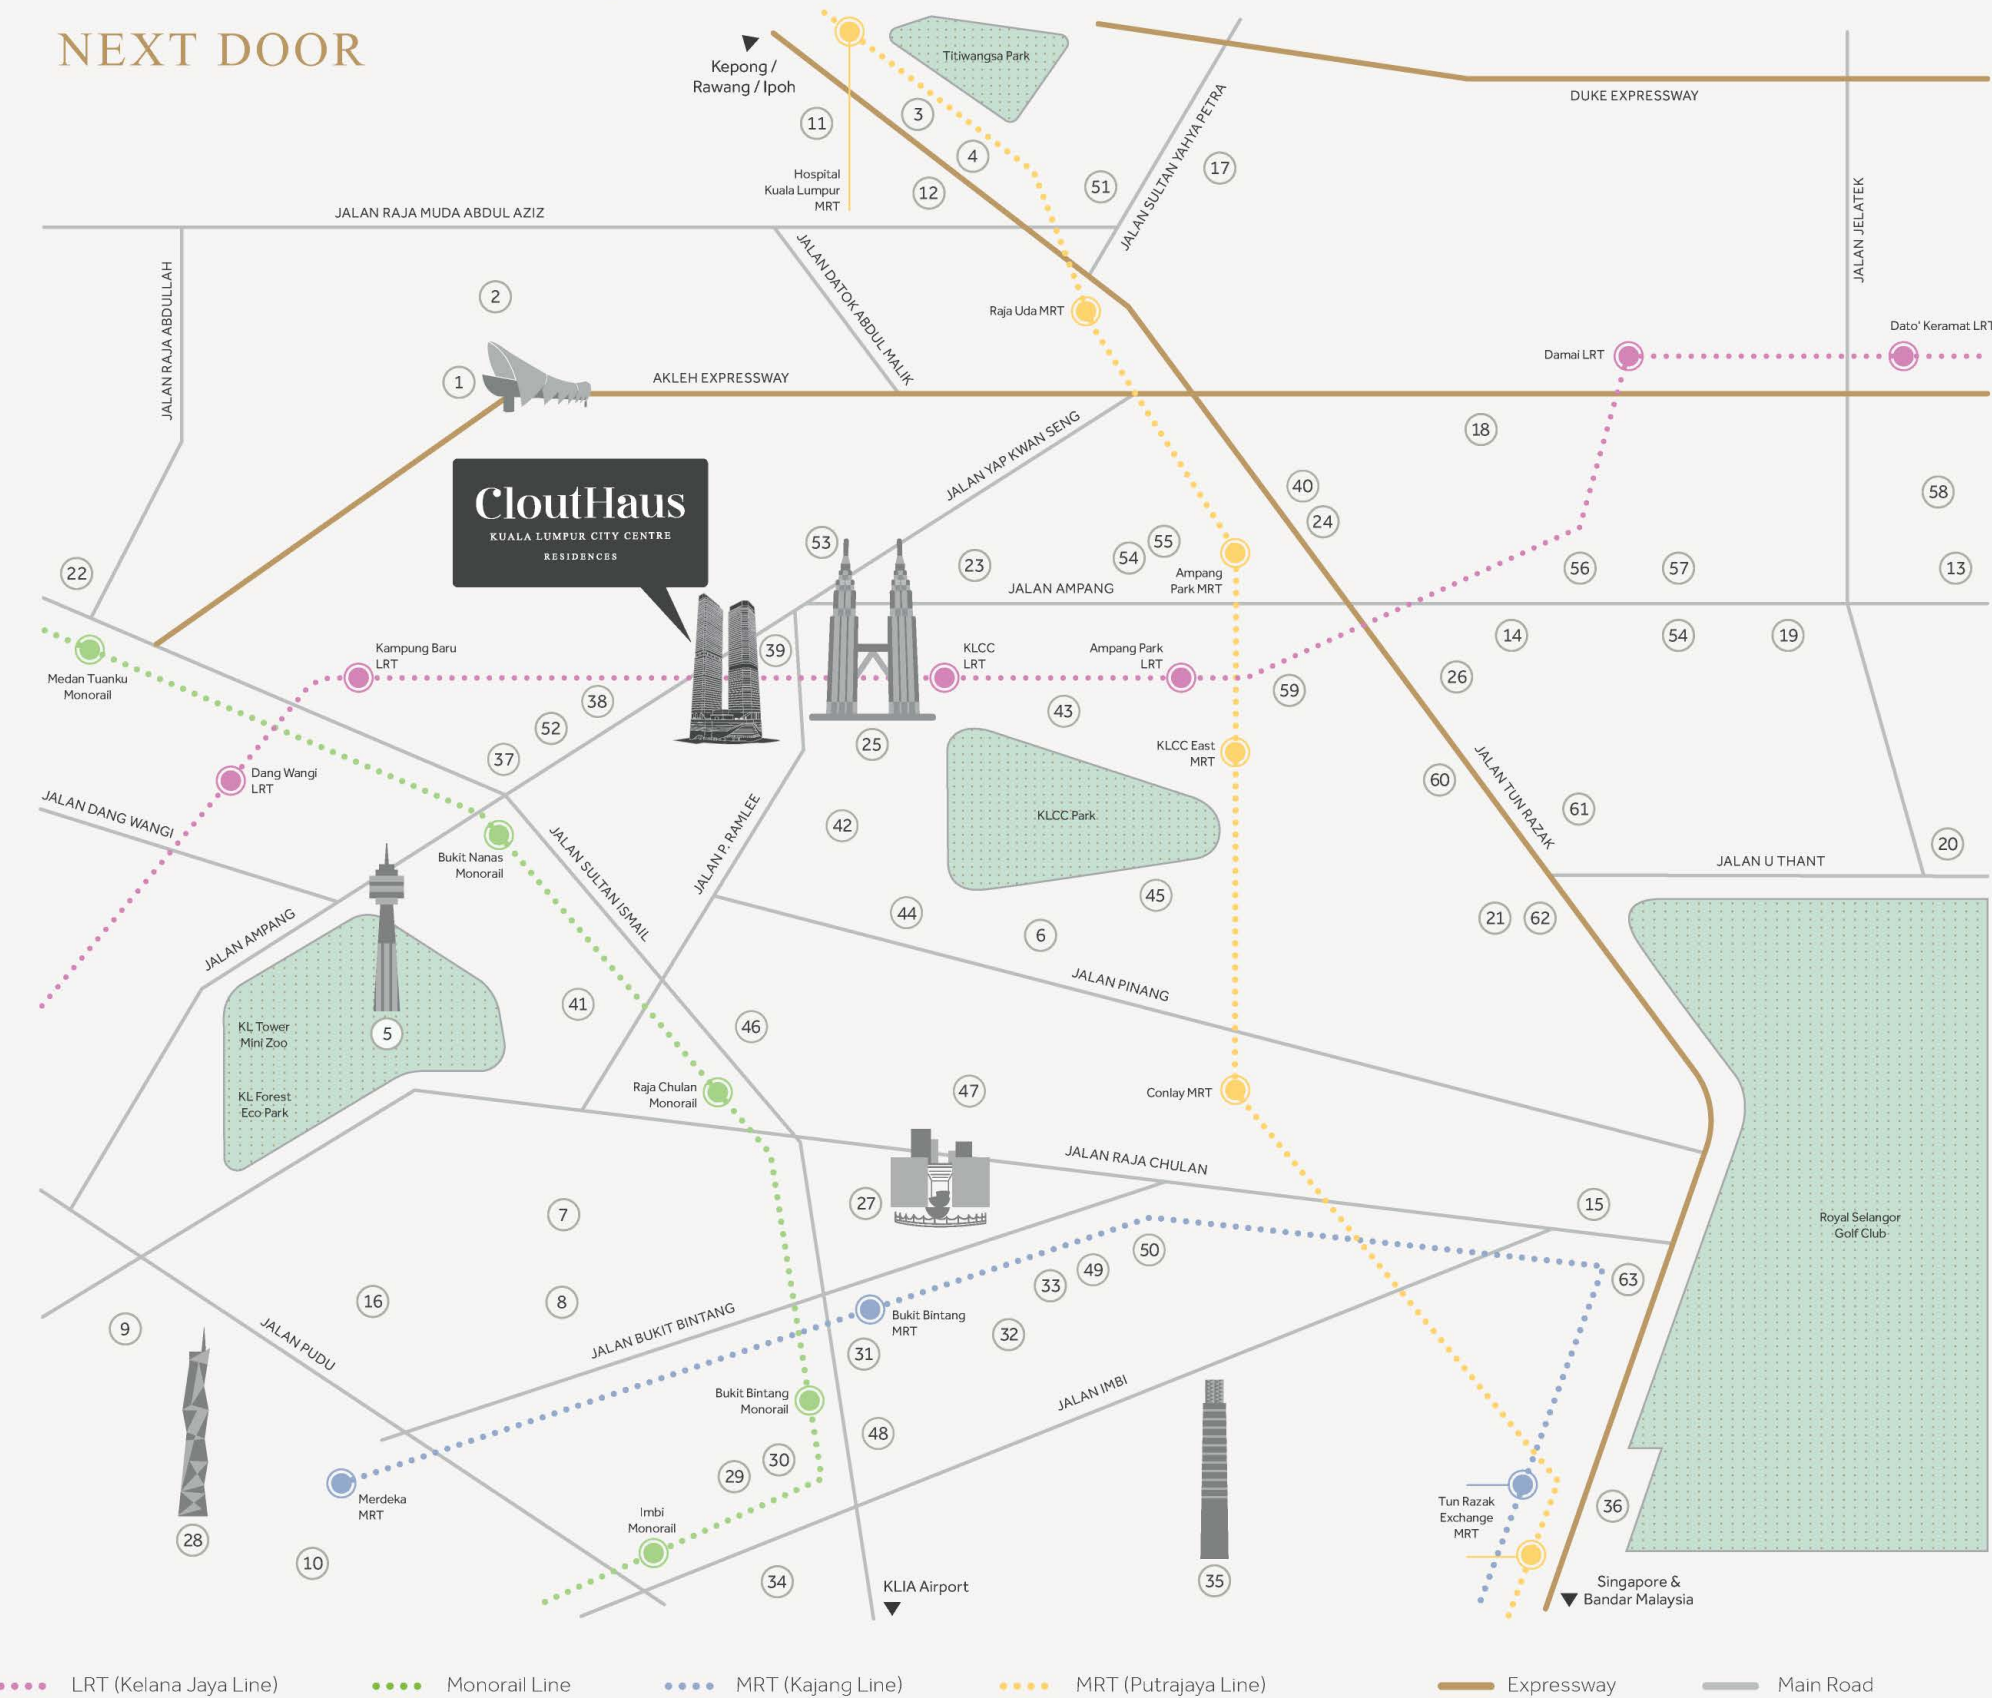 NEXT DOOR
Kepong /
Rawang / Ipoh
Titiwangsa Park
DUKE EXPRESSWAY
11
3
4
12
51
17
Hospital
Kuala Lumpur
MRT
JALAN SULTAN YAHYA PETRA
JALAN JELATEK
JALAN RAJA MUDA ABDUL AZIZ
JALAN RAJA ABDULLAH
JALAN DATOK ABDUL MALIK
2
Raja Uda MRT
Dato' Keramat LRT
Damai LRT
1
AKLEH EXPRESSWAY
JALAN YAP KWAN SENG
18
CloutHaus
KUALA LUMPUR CITY CENTRE
RESIDENCES
40
24
58
53
23
54
55
22
Ampang
Park MRT
JALAN AMPANG
56
57
13
14
54
19
Medan Tuanku
Monorail
Kampung Baru
LRT
39
KLCC
LRT
Ampang Park
LRT
59
26
38
52
37
25
43
KLCC East
MRT
60
JALAN TUN RAZAK
61
Dang Wangi
LRT
JALAN DANG WANGI
Bukit Nanas
Monorail
JALAN SULTAN ISMAIL
JALAN P. RAMLEE
42
KLCC Park
20
JALAN U THANT
44
45
6
21
62
JALAN AMPANG
JALAN PINANG
KL Tower
Mini Zoo
5
41
46
KL Forest
Eco Park
Raja Chulan
Monorail
47
Conlay MRT
JALAN RAJA CHULAN
7
27
15
Royal Selangor
Golf Club
50
49
33
63
9
16
8
JALAN PUDU
JALAN BUKIT BINTANG
Bukit Bintang
MRT
31
32
JALAN IMBI
Bukit Bintang
Monorail
48
30
29
Merdeka
MRT
Imbi
Monorail
Tun Razak
Exchange
MRT
36
28
10
34
KLIA Airport
35
Singapore &
Bandar Malaysia
LRT (Kelana Jaya Line)
Monorail Line
MRT (Kajang Line)
MRT (Putrajaya Line)
Expressway
Main Road